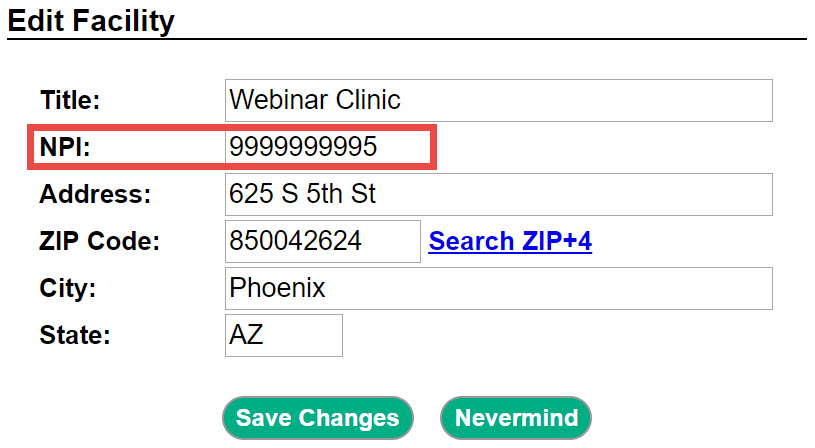 Edit Facility
Title: Webinar Clinic
NPI: 9999999995
Address: 625 S 5th St
ZIP Code: 850042624 Search ZIP+4
City: Phoenix
State: AZ
Save Changes Nevermind